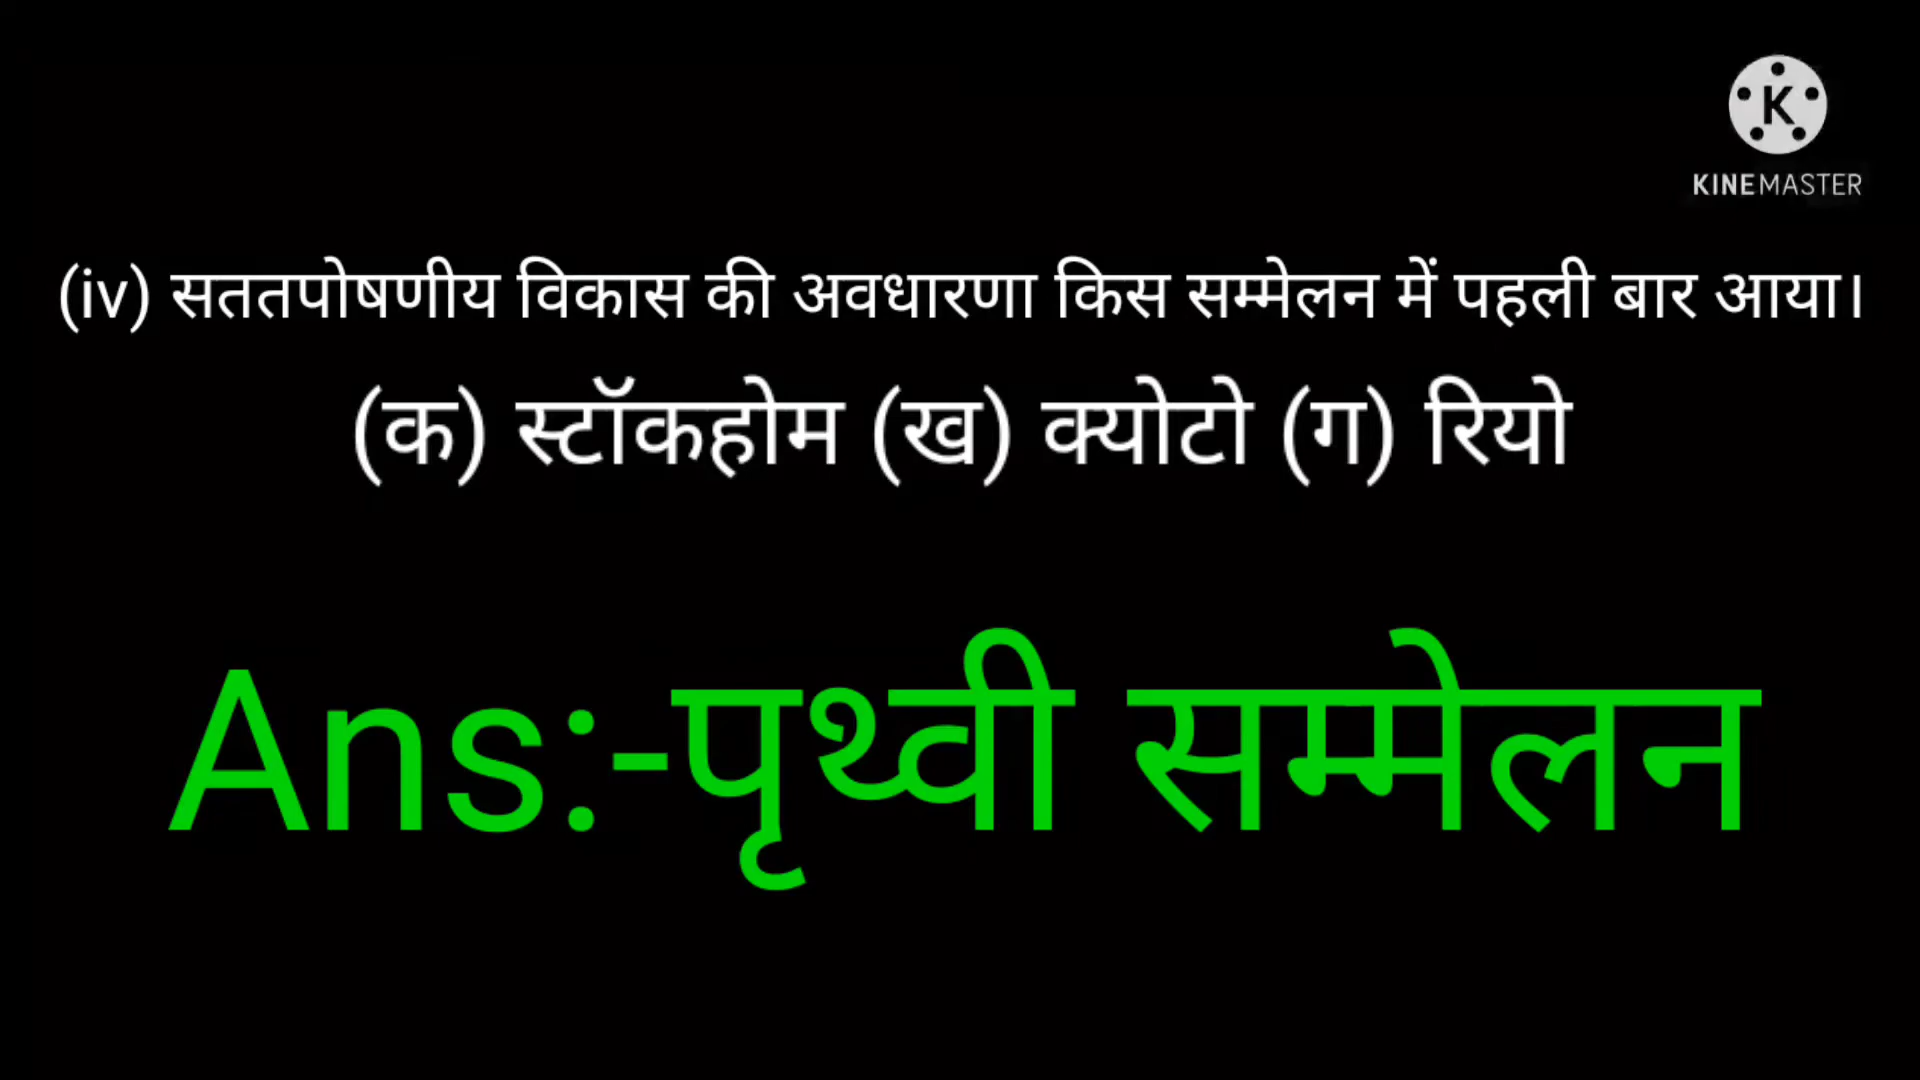 K
KINEMASTER
(iv) सततपोषणीय विकास की अवधारणा किस सम्मेलन में पहली बार आया।
(क) स्टॉकहोम (ख) क्योटो (ग) रियो
Ans:-पृथ्वी सम्मेलन